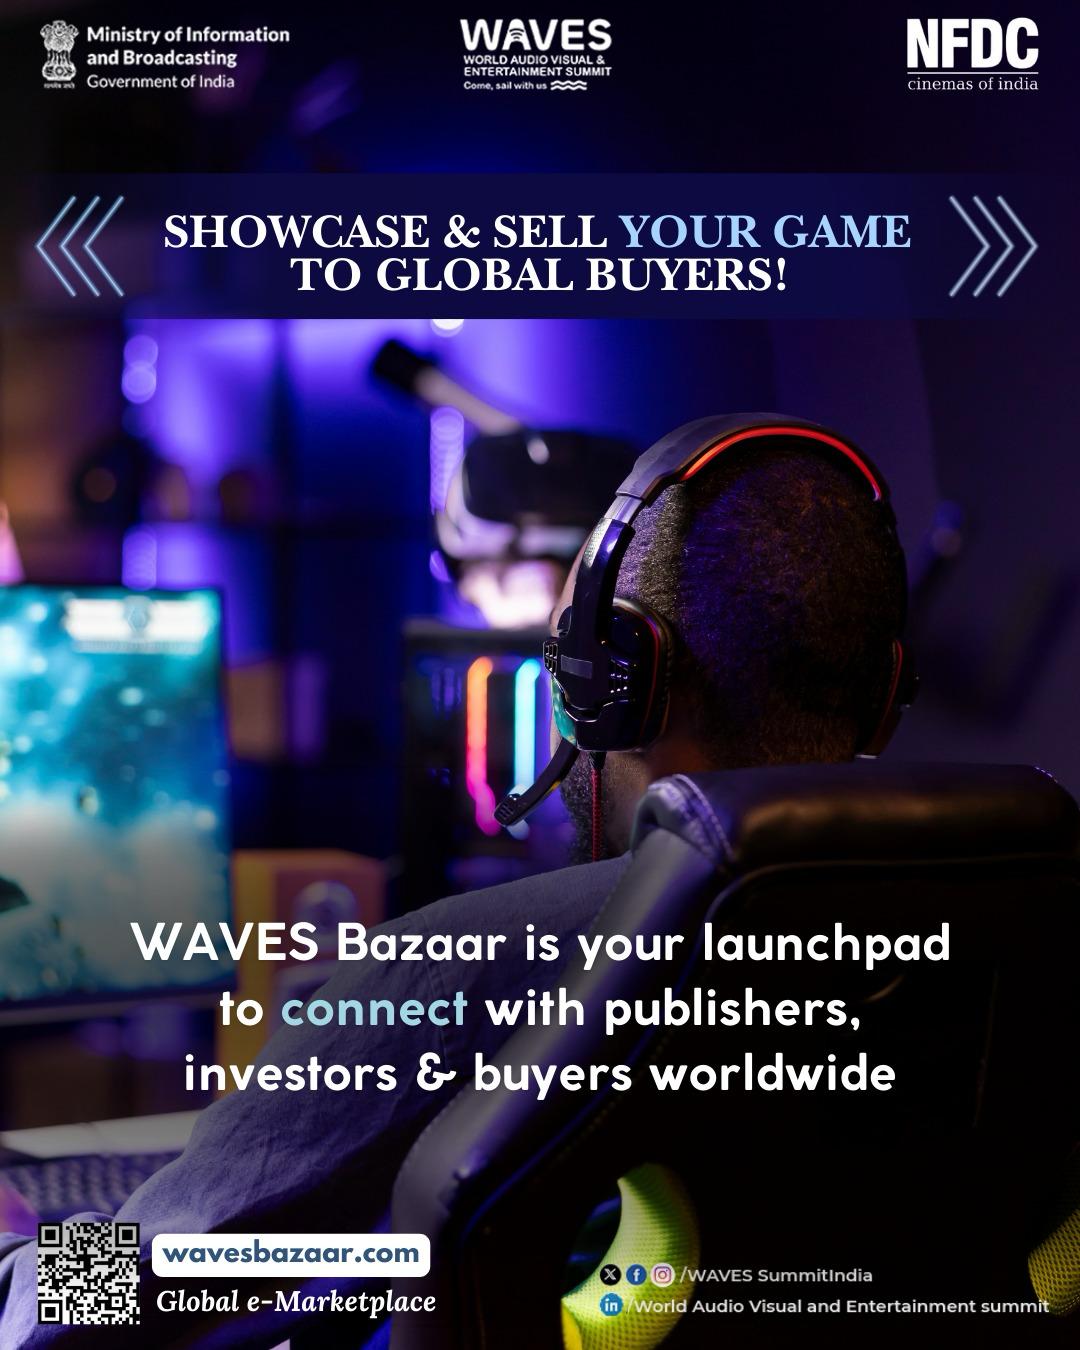 Ministry of Information
and Broadcasting
Government of India
WAVES
WORLD AUDIO VISUAL &
ENTERTAINMENT SUMMIT
Come, sail with us
NFDC
cinemas of india
SHOWCASE & SELL YOUR GAME
TO GLOBAL BUYERS!
WAVES Bazaar is your launchpad
to connect with publishers,
investors & buyers worldwide
wavesbazaar.com
Global e-Marketplace
/WAVES SummitIndia
/World Audio Visual and Entertainment summit